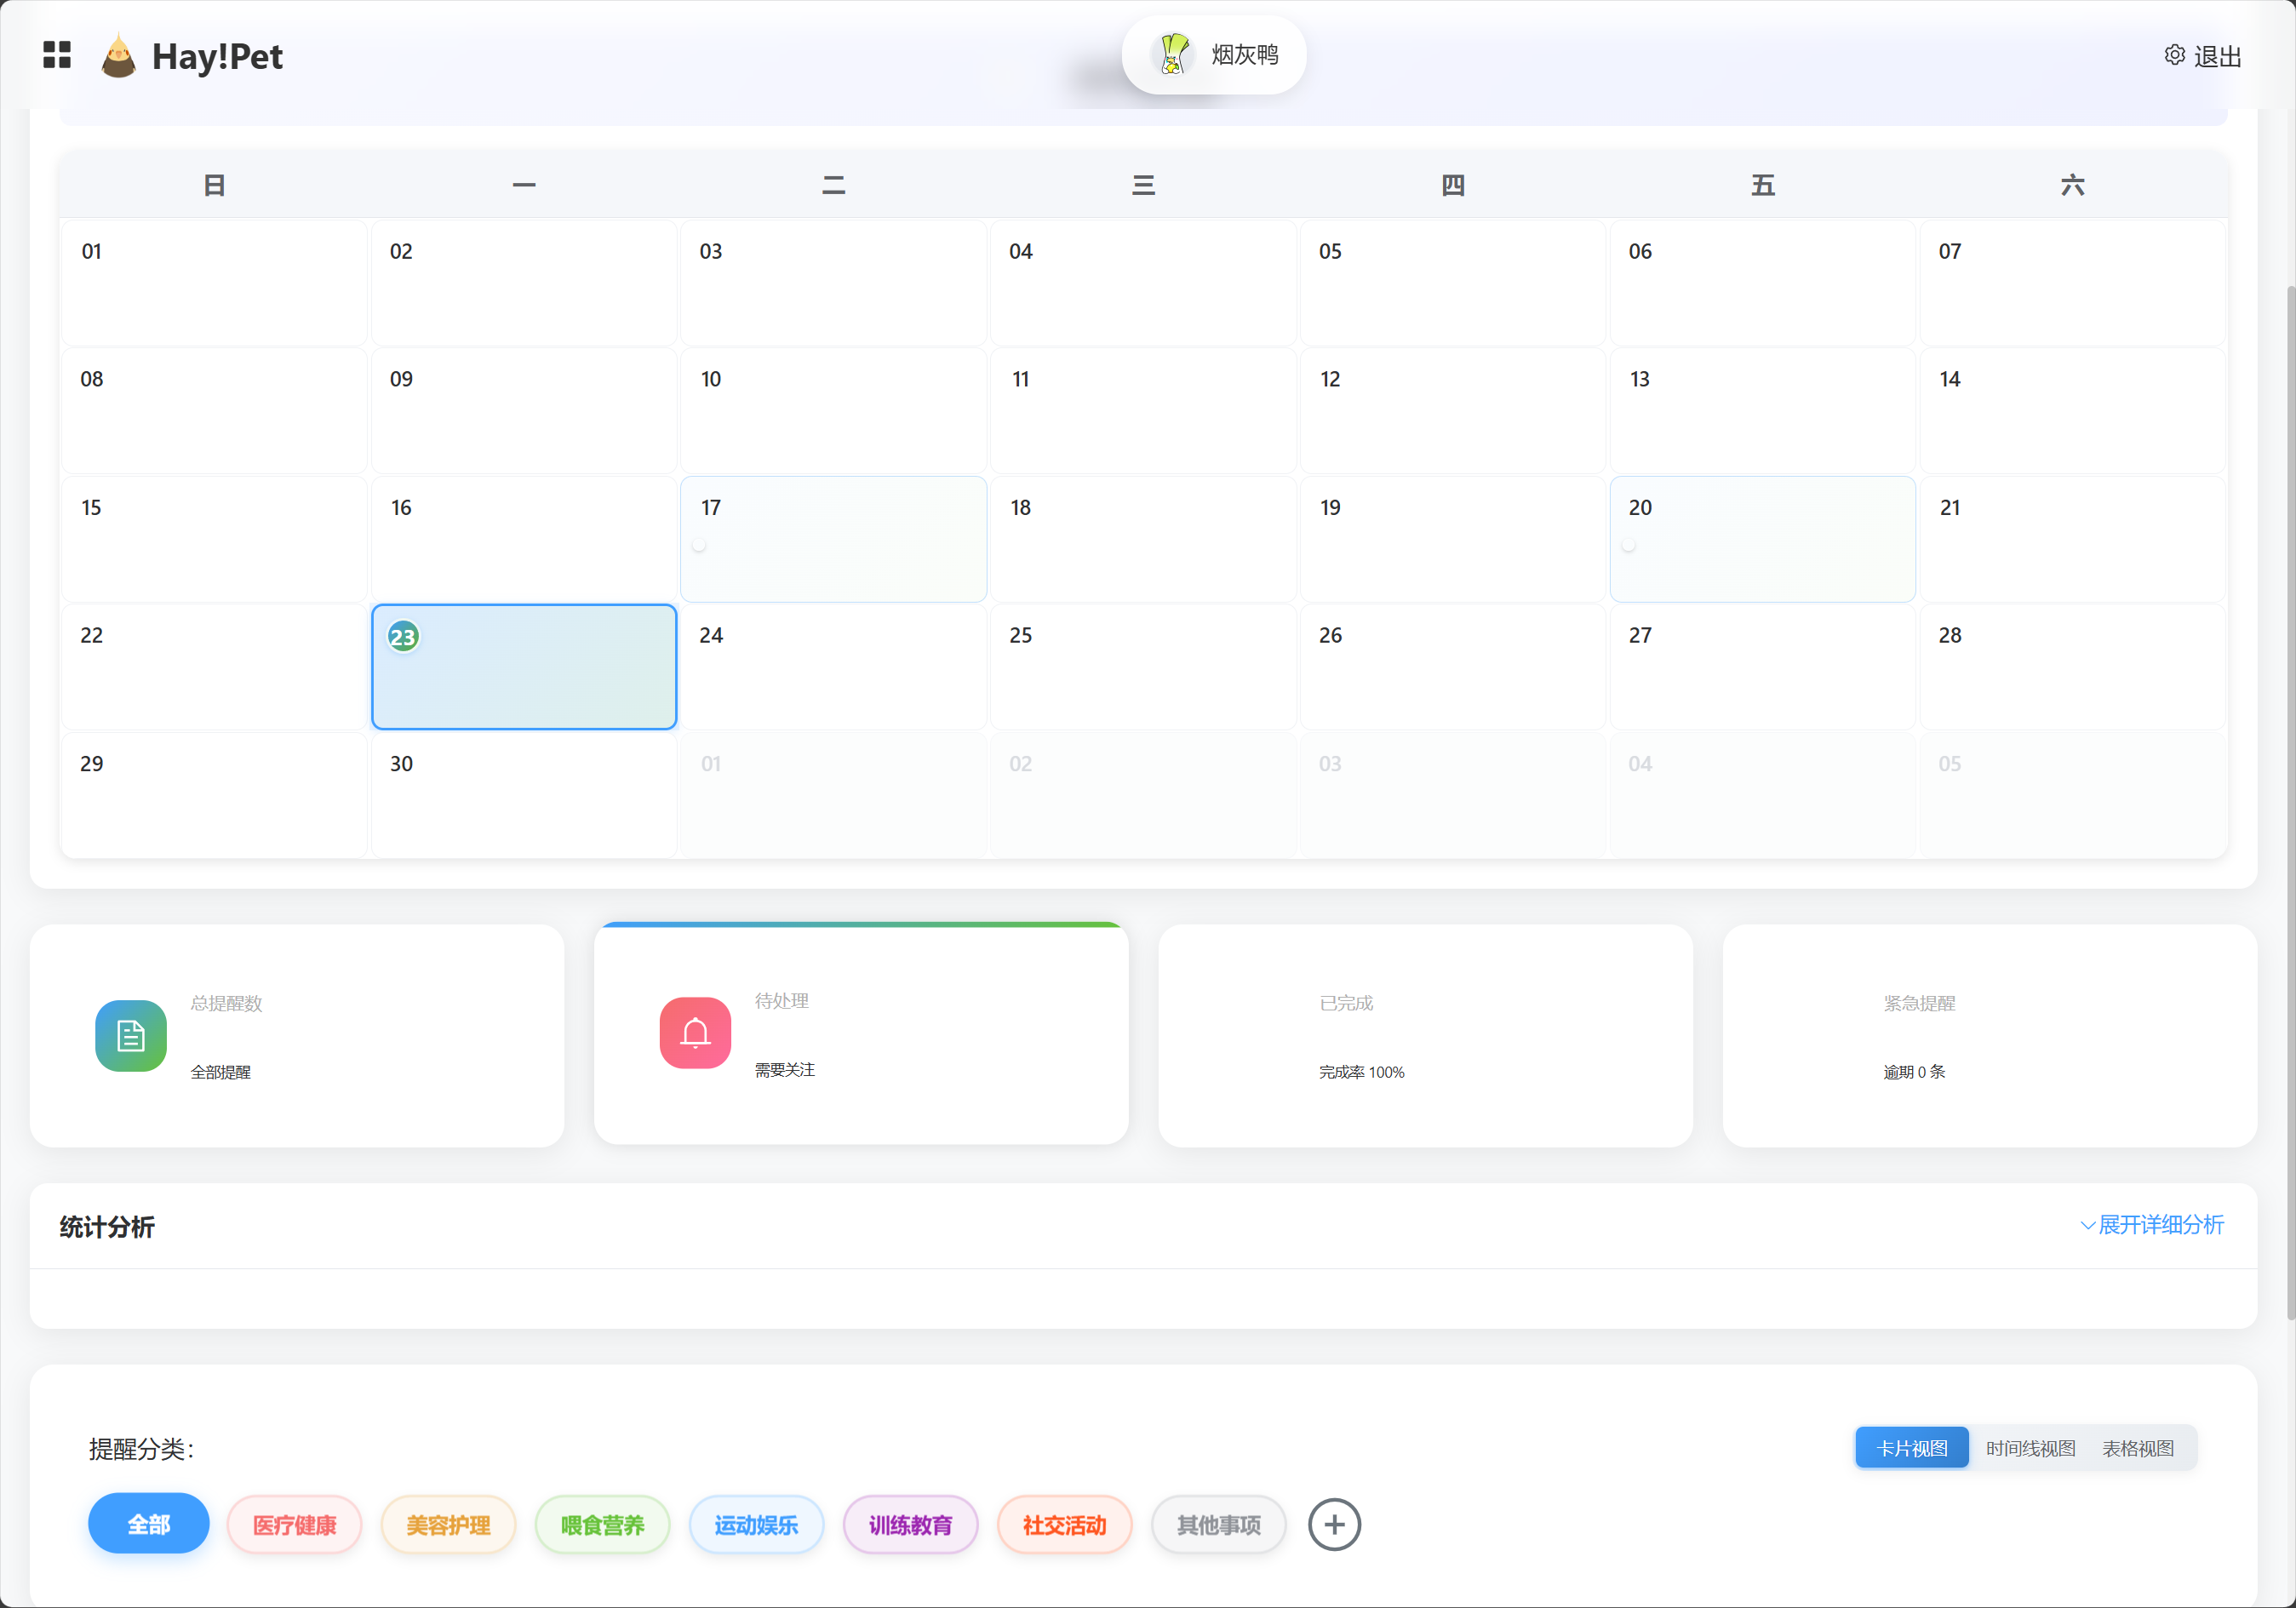 Hay!Pet
烟灰鸭
退出
日 一 二 三 四 五 六
01 02 03 04 05 06 07
08 09 10 11 12 13 14
15 16 17 18 19 20 21
22 23 24 25 26 27 28
29 30 01 02 03 04 05
总提醒数
全部提醒
待处理
需要关注
已完成
完成率 100%
紧急提醒
逾期 0 条
统计分析
展开详细分析
提醒分类：
卡片视图 时间线视图 表格视图
全部 医疗健康 美容护理 喂食营养 运动娱乐 训练教育 社交活动 其他事项